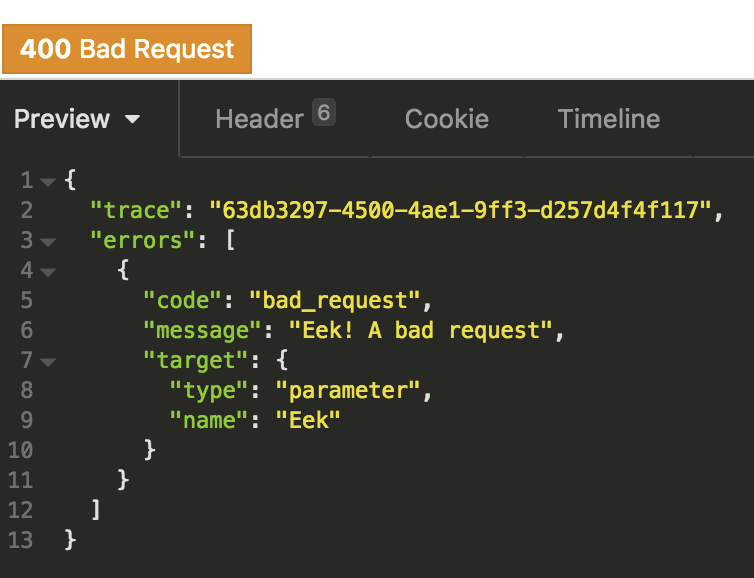 400 Bad Request
Preview Header 6 Cookie Timeline
1 {
2 "trace": "63db3297-4500-4ae1-9ff3-d257d4f4f117",
3 "errors": [
4 {
5 "code": "bad_request",
6 "message": "Eek! A bad request",
7 "target": {
8 "type": "parameter",
9 "name": "Eek"
10 }
11 }
12 ]
13 }